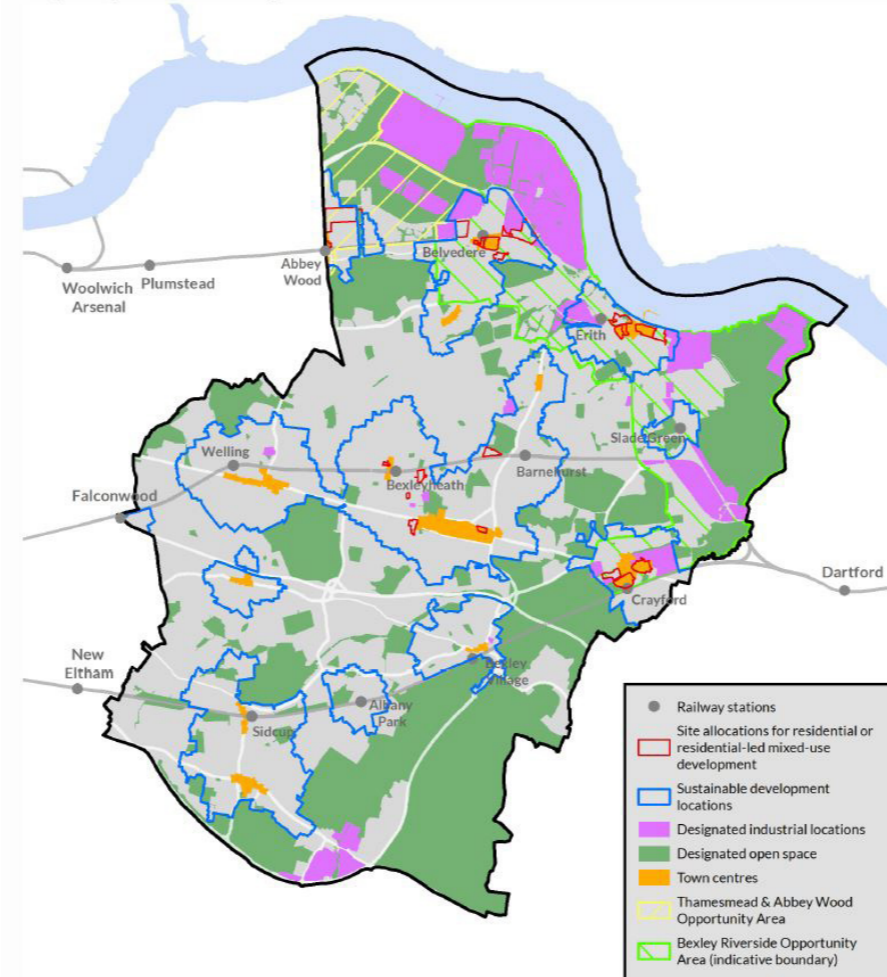 Abbey
Wood
Belvedere
Woolwich
Arsenal
Plumstead
Erith
Slade Green
Welling
Bexleyheath
Barnehurst
Falconwood
Crayford
Dartford
New
Eltham
Bexley
Village
Albany
Park
Sidcup
Railway stations
Site allocations for residential or
residential-led mixed-use
development
Sustainable development
locations
Designated industrial locations
Designated open space
Town centres
Thamesmead & Abbey Wood
Opportunity Area
Bexley Riverside Opportunity
Area (indicative boundary)